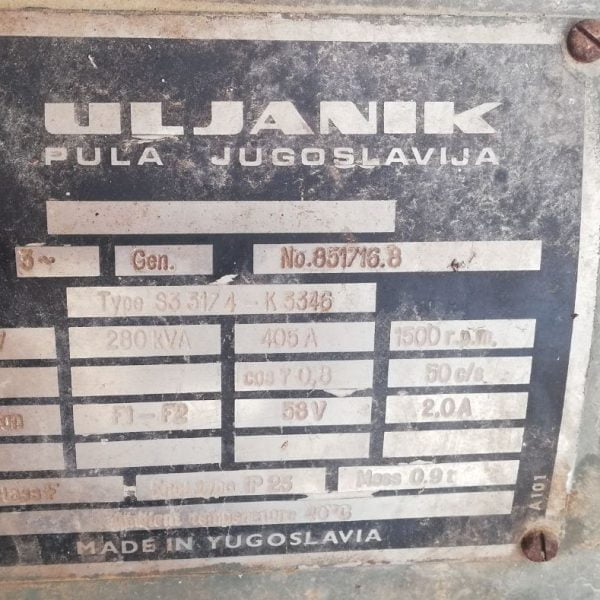 ULJANIK
PULA JUGOSLAVIJA
3~ Gen. No.851716.8
Type S3 317/4 - K 3346
V 280 kVA 405 A 1500 r.p.m.
cos φ 0,8 50 c/s
F1 - F2 58 V 2.0 A
IP 23 Mass 0.9 t
temperature 40°C
MADE IN YUGOSLAVIA
A101